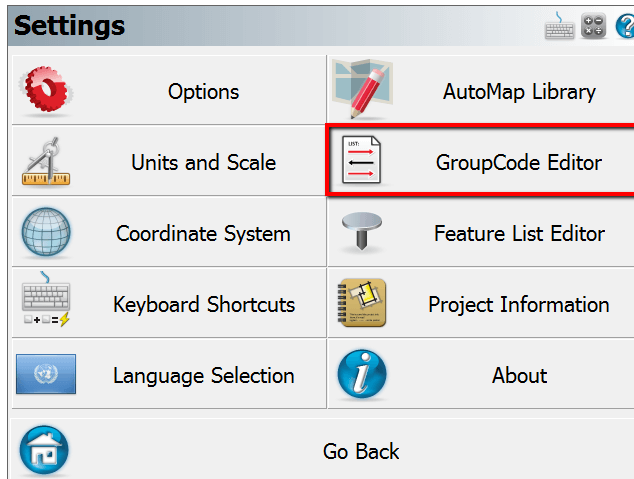 Settings
Options
AutoMap Library
Units and Scale
LIST:
GroupCode Editor
Coordinate System
Feature List Editor
Keyboard Shortcuts
Project Information
Language Selection
About
Go Back